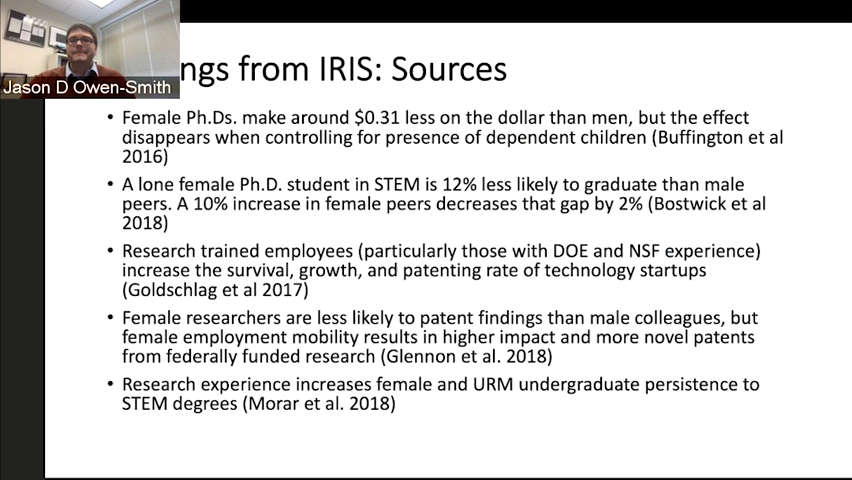 ngs from IRIS: Sources
Jason D Owen-Smith
• Female Ph.Ds. make around $0.31 less on the dollar than men, but the effect
disappears when controlling for presence of dependent children (Buffington et al
2016)
• A lone female Ph.D. student in STEM is 12% less likely to graduate than male
peers. A 10% increase in female peers decreases that gap by 2% (Bostwick et al
2018)
• Research trained employees (particularly those with DOE and NSF experience)
increase the survival, growth, and patenting rate of technology startups
(Goldschlag et al 2017)
• Female researchers are less likely to patent findings than male colleagues, but
female employment mobility results in higher impact and more novel patents
from federally funded research (Glennon et al. 2018)
• Research experience increases female and URM undergraduate persistence to
STEM degrees (Morar et al. 2018)